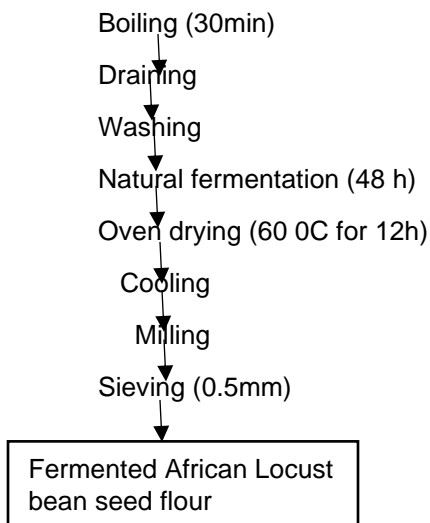 Boiling (30min)
Draining
Washing
Natural fermentation (48 h)
Oven drying (60 0C for 12h)
Cooling
Milling
Sieving (0.5mm)
Fermented African Locust
bean seed flour